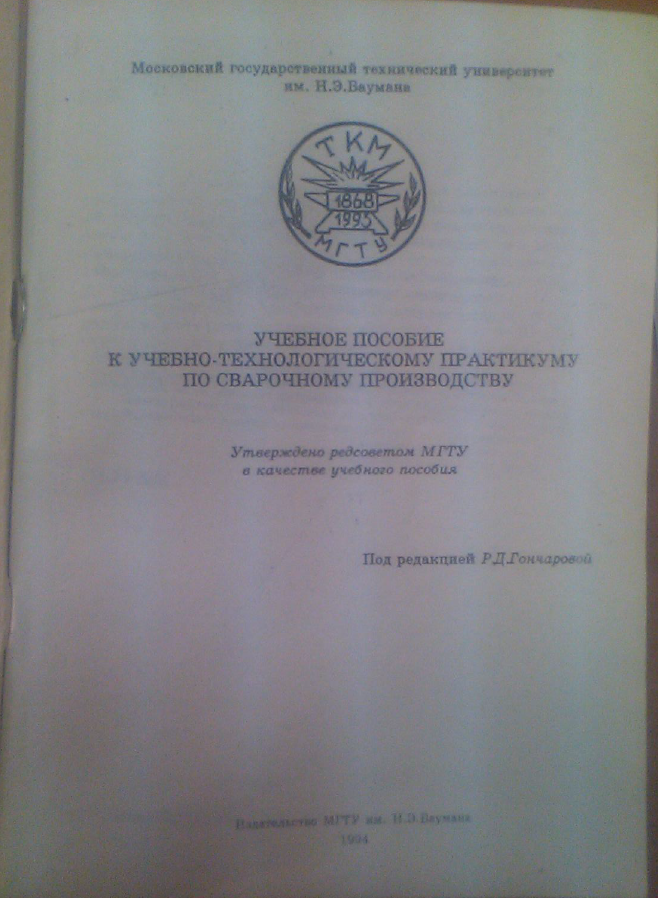 Московский государственный технический университет
им. Н.Э.Баумана
ТКМ
1868
1993
МГТУ
УЧЕБНОЕ ПОСОБИЕ
К УЧЕБНО-ТЕХНОЛОГИЧЕСКОМУ ПРАКТИКУМУ
ПО СВАРОЧНОМУ ПРОИЗВОДСТВУ
Утверждено редсоветом МГТУ
в качестве учебного пособия
Под редакцией Р.Д.Гончаровой
Издательство МГТУ им. Н.Э.Баумана
1994